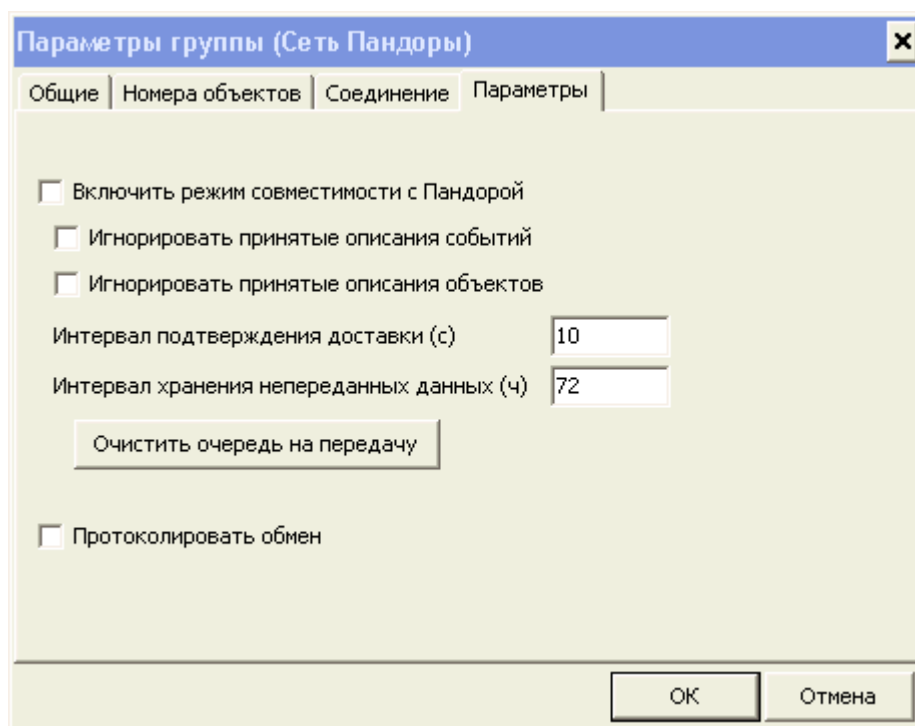 Параметры группы (Сеть Пандоры)
Общие Номера объектов Соединение Параметры
Включить режим совместимости с Пандорой
Игнорировать принятые описания событий
Игнорировать принятые описания объектов
Интервал подтверждения доставки (с) 10
Интервал хранения непереданных данных (ч) 72
Очистить очередь на передачу
Протоколировать обмен
ОК Отмена